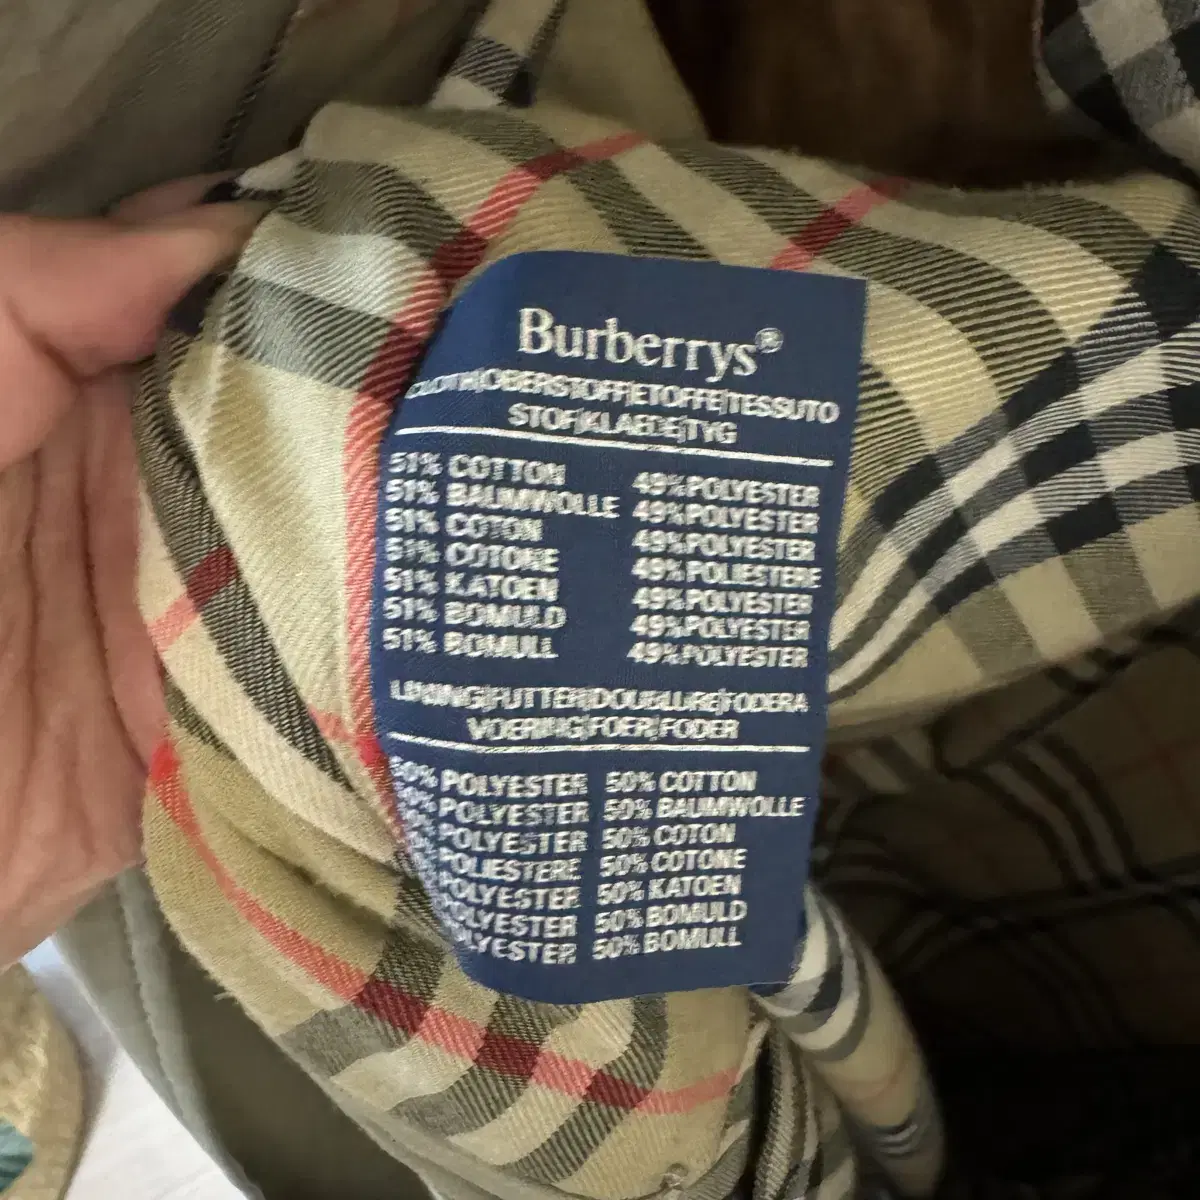 Burberrys®
CLOTH|OBERSTOFF|ETOFFE|TESSUTO
STOF|KLAEDE|TYG
51% COTTON 49% POLYESTER
51% BAUMWOLLE 49% POLYESTER
51% COTON 49% POLYESTER
51% COTONE 49% POLIESTERE
51% KATOEN 49% POLYESTER
51% BOMULD 49% POLYESTER
51% BOMULL 49% POLYESTER
LINING|FUTTER|DOUBLURE|FODERA
VOERING|FOER|FODER
50% POLYESTER 50% COTTON
50% POLYESTER 50% BAUMWOLLE
POLYESTER 50% COTON
POLIESTERE 50% COTONE
POLYESTER 50% KATOEN
POLYESTER 50% BOMULD
POLYESTER 50% BOMULL